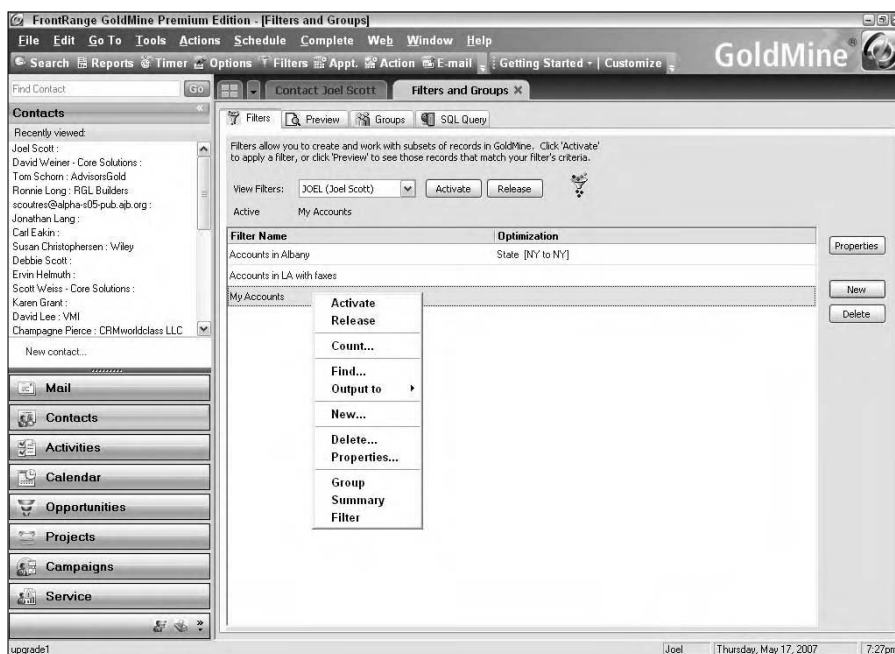 FrontRange GoldMine Premium Edition - [Filters and Groups]
File Edit Go To Tools Actions Schedule Complete Web Window Help
Search Reports Timer Options Filters Appt. Action E-mail Getting Started - | Customize
GoldMine®
Find Contact Go
Contact Joel Scott
Filters and Groups
Contacts
Recently viewed:
Joel Scott :
David Weiner - Core Solutions :
Tom Schorn : AdvisorsGold
Ronnie Long : RGL Builders
scoutres@alpha-s05-pub.ajb.org :
Jonathan Lang :
Carl Eakin :
Susan Christophersen : Wiley
Debbie Scott :
Ervin Helmuth :
Scott Weiss - Core Solutions :
Karen Grant :
David Lee : VMI
Champagne Pierce : CRMworldclass LLC
New contact...
Mail
Contacts
Activities
Calendar
Opportunities
Projects
Campaigns
Service
Filters Preview Groups SQL Query
Filters allow you to create and work with subsets of records in GoldMine. Click 'Activate'
to apply a filter, or click 'Preview' to see those records that match your filter's criteria.
View Filters: JOEL (Joel Scott) Activate Release
Active My Accounts
Filter Name Optimization
Accounts in Albany State [NY to NY]
Accounts in LA with faxes
My Accounts
Properties
New
Delete
Activate
Release
Count...
Find...
Output to
New...
Delete...
Properties...
Group
Summary
Filter
upgrade1 Joel Thursday, May 17, 2007 7:27pm